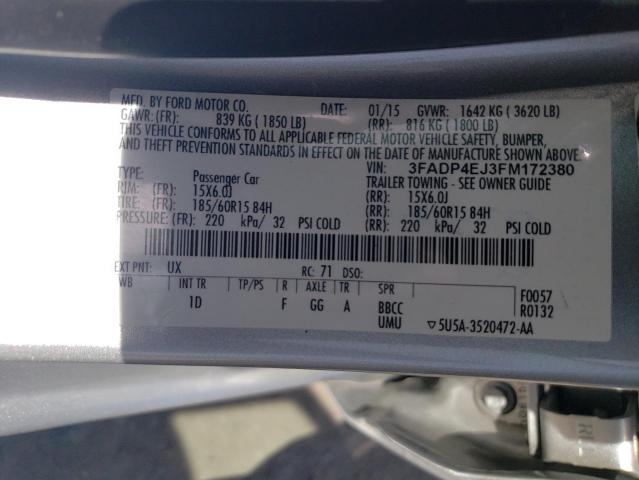 MFD. BY FORD MOTOR CO. DATE: 01/15 GVWR: 1642 KG ( 3620 LB)
GAWR: (FR): 839 KG ( 1850 LB) (RR): 816 KG ( 1800 LB)
THIS VEHICLE CONFORMS TO ALL APPLICABLE FEDERAL MOTOR VEHICLE SAFETY, BUMPER,
AND THEFT PREVENTION STANDARDS IN EFFECT ON THE DATE OF MANUFACTURE SHOWN ABOVE.
VIN: 3FADP4EJ3FM172380
TYPE: Passenger Car TRAILER TOWING - SEE OWNER GUIDE
RIM: (FR): 15X6.0J (RR): 15X6.0J
TIRE: (FR): 185/60R15 84H (RR): 185/60R15 84H
PRESSURE: (FR): 220 kPa/ 32 PSI COLD (RR): 220 kPa/ 32 PSI COLD
EXT PNT: UX RC: 71 DSO:
WB INT TR TP/PS R AXLE TR SPR F0057
1D F GG A BBCC R0132
UMU ▽5U5A-3520472-AA